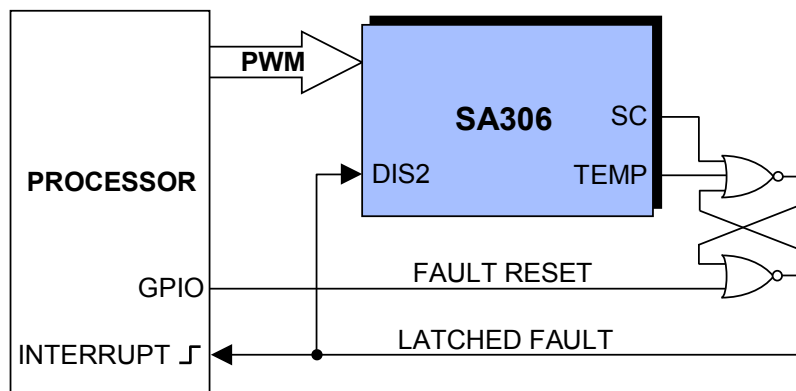 PWM
SA306
SC
PROCESSOR
DIS2
TEMP
GPIO
FAULT RESET
INTERRUPT
LATCHED FAULT